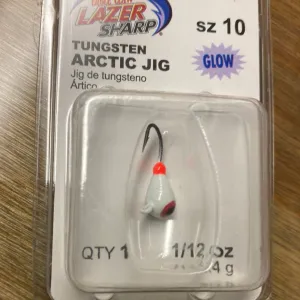 LAZER
SHARP
sz 10
TUNGSTEN
ARCTIC JIG
GLOW
Jig de tungsteno
Ártico
QTY 1
1/12 oz
4 g